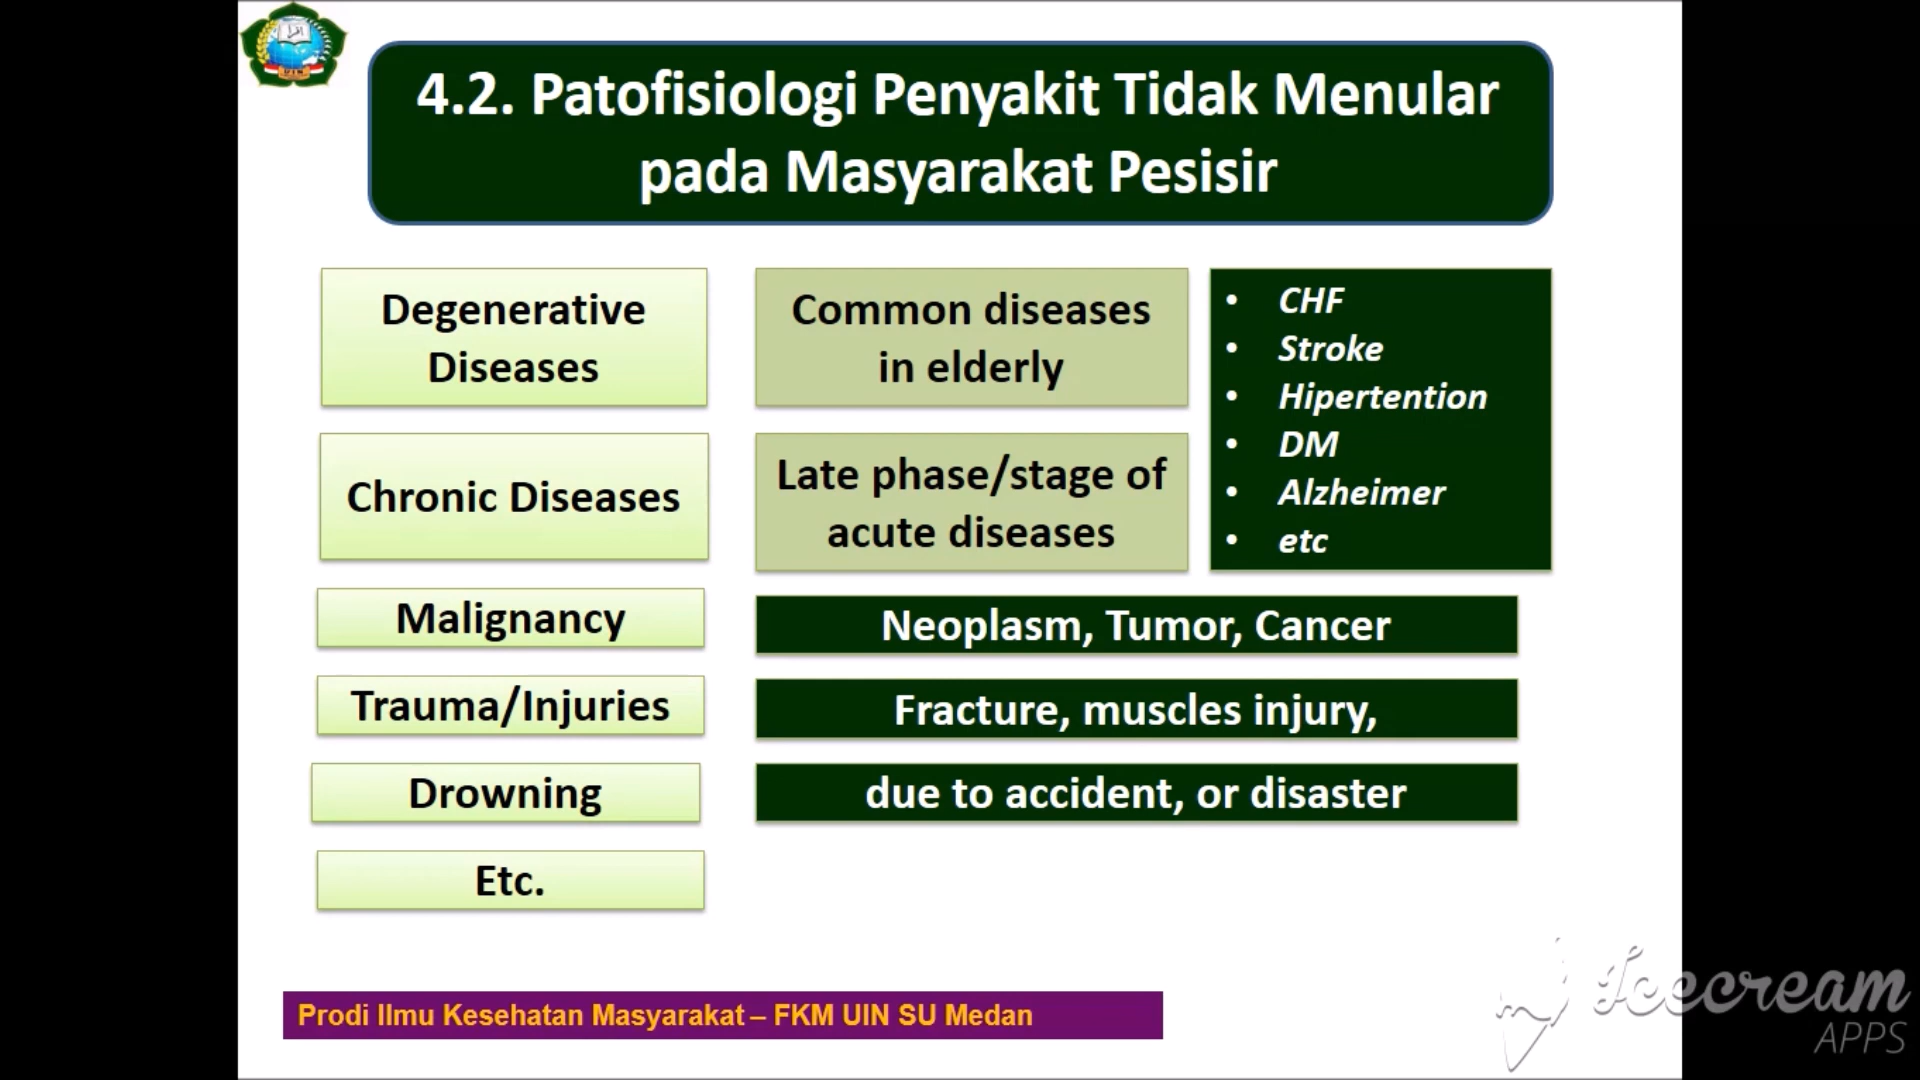 4.2. Patofisiologi Penyakit Tidak Menular
pada Masyarakat Pesisir
Degenerative
Diseases
Common diseases
in elderly
• CHF
• Stroke
• Hipertention
• DM
• Alzheimer
• etc
Chronic Diseases
Late phase/stage of
acute diseases
Malignancy
Neoplasm, Tumor, Cancer
Trauma/Injuries
Fracture, muscles injury,
Drowning
due to accident, or disaster
Etc.
Prodi Ilmu Kesehatan Masyarakat – FKM UIN SU Medan
Icecream
APPS
UIN